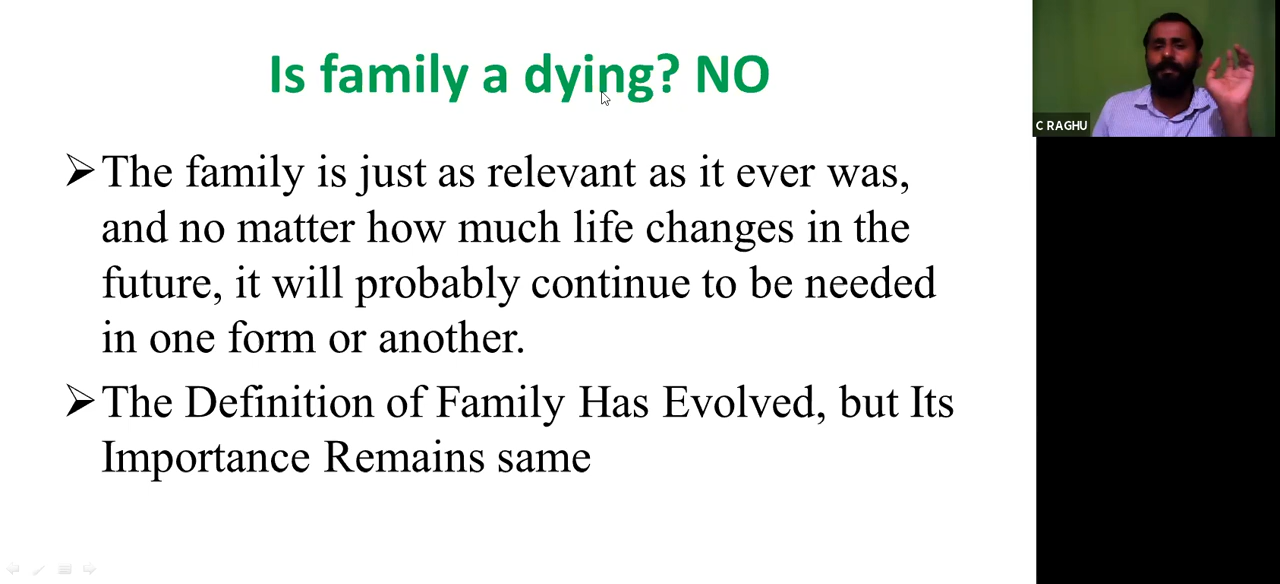 Is family a dying? NO
The family is just as relevant as it ever was,
and no matter how much life changes in the
future, it will probably continue to be needed
in one form or another.
The Definition of Family Has Evolved, but Its
Importance Remains same
C RAGHU